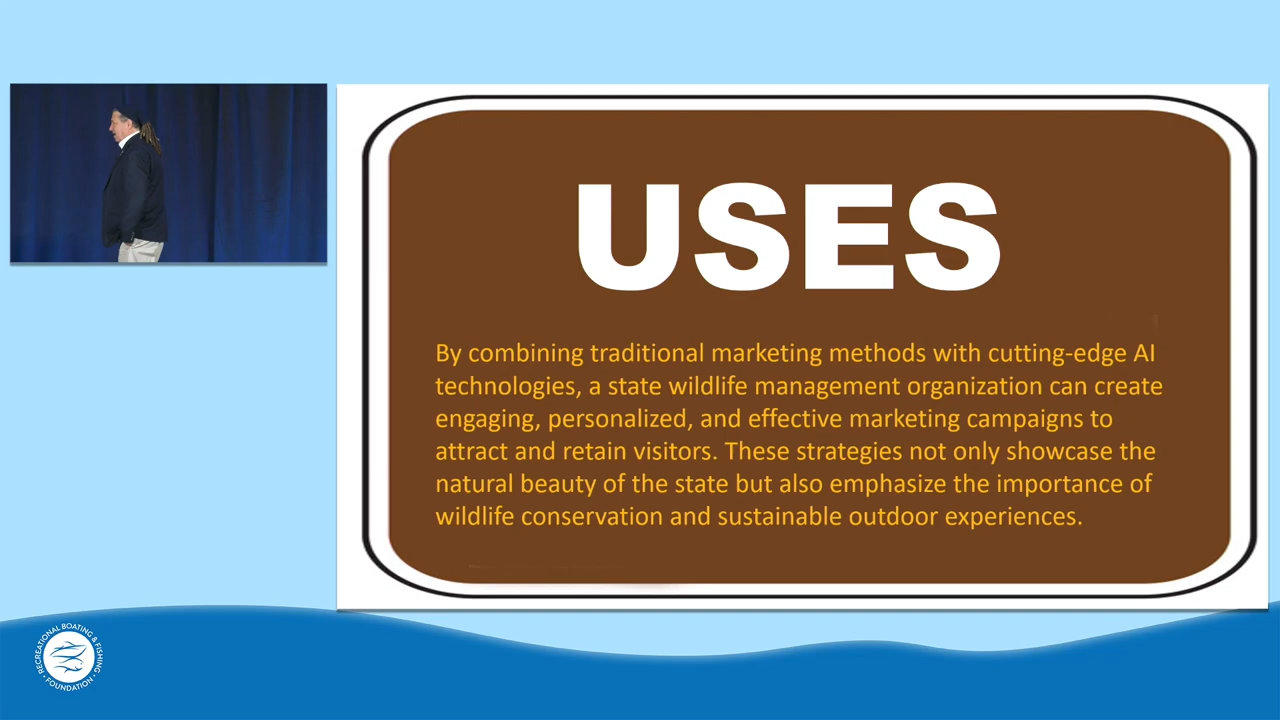 USES
By combining traditional marketing methods with cutting-edge AI
technologies, a state wildlife management organization can create
engaging, personalized, and effective marketing campaigns to
attract and retain visitors. These strategies not only showcase the
natural beauty of the state but also emphasize the importance of
wildlife conservation and sustainable outdoor experiences.
RECREATIONAL BOATING & FISHING
• FOUNDATION •